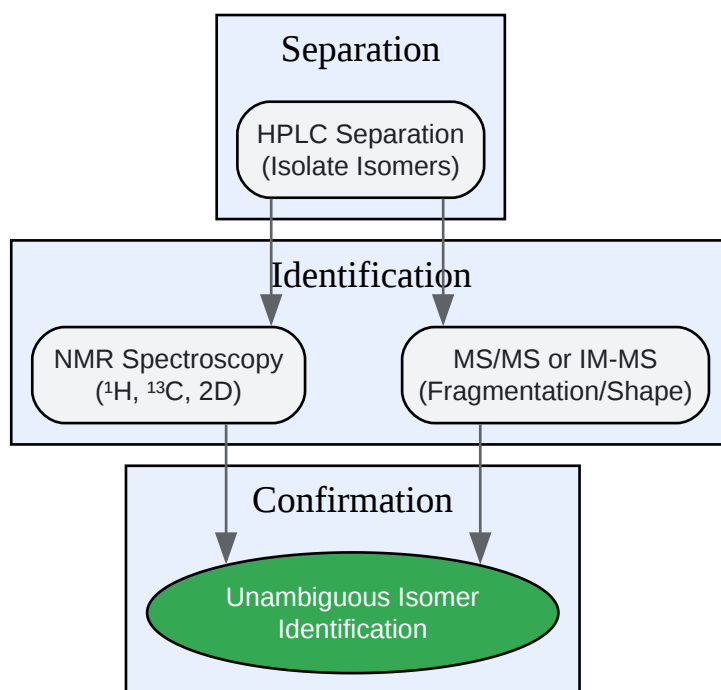 Separation
HPLC Separation
(Isolate Isomers)
Identification
NMR Spectroscopy
(¹H, ¹³C, 2D)
MS/MS or IM-MS
(Fragmentation/Shape)
Confirmation
Unambiguous Isomer
Identification